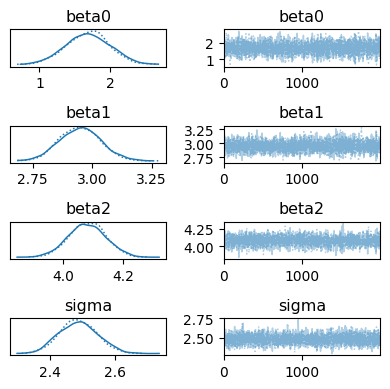 beta0 beta0
2
1
1 2 0 1000
beta1 beta1
3.25
3.00
2.75
2.75 3.00 3.25 0 1000
beta2 beta2
4.25
4.00
4.0 4.2 0 1000
sigma sigma
2.75
2.50
2.4 2.6 0 1000